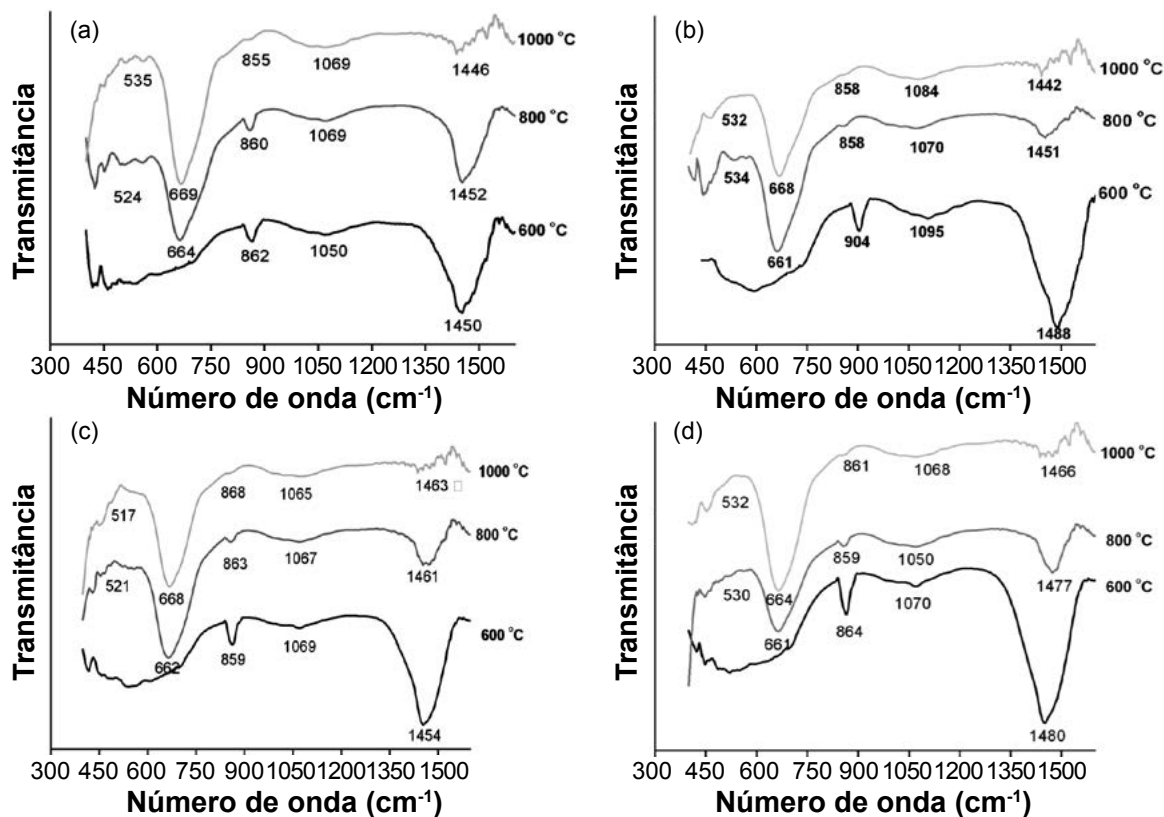 (a)
1000 °C
535
855
1069
1446
669
800 °C
860
1069
524
1452
664
600 °C
862
1050
1450
Transmitância
300 450 600 750 900 1050 1200 1350 1500
Número de onda (cm-1)
(b)
1000 °C
858
1084
1442
532
800 °C
668
858
1070
1451
534
600 °C
661
904
1095
1488
Transmitância
300 450 600 750 900 1050 1200 1350 1500
Número de onda (cm-1)
(c)
1000 °C
868
1065
1463 □
517
800 °C
668
863
1067
1461
521
600 °C
662
859
1069
1454
Transmitância
300 450 600 750 900 1050 1200 1350 1500
Número de onda (cm-1)
(d)
1000 °C
861
1068
1466
532
800 °C
859
1050
1477
530
664
600 °C
661
864
1070
1480
Transmitância
300 450 600 750 900 1050 1200 1350 1500
Número de onda (cm-1)